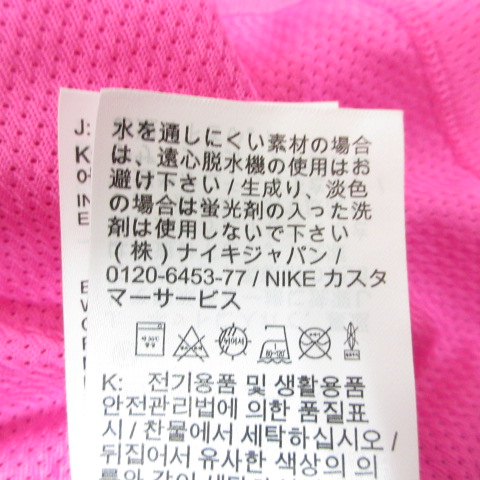 水を通しにくい素材の場合
は、遠心脱水機の使用はお
避け下さい / 生成り、淡色
の場合は蛍光剤の入った洗
剤は使用しないで下さい
(株) ナイキジャパン /
0120-6453-77 / NIKE カスタ
マーサービス
K: 전기용품 및 생활용품
안전관리법에 의한 품질표
시 / 찬물에서 세탁하십시오 /
뒤집어서 유사한 색상의 의
J:
K
IN
E